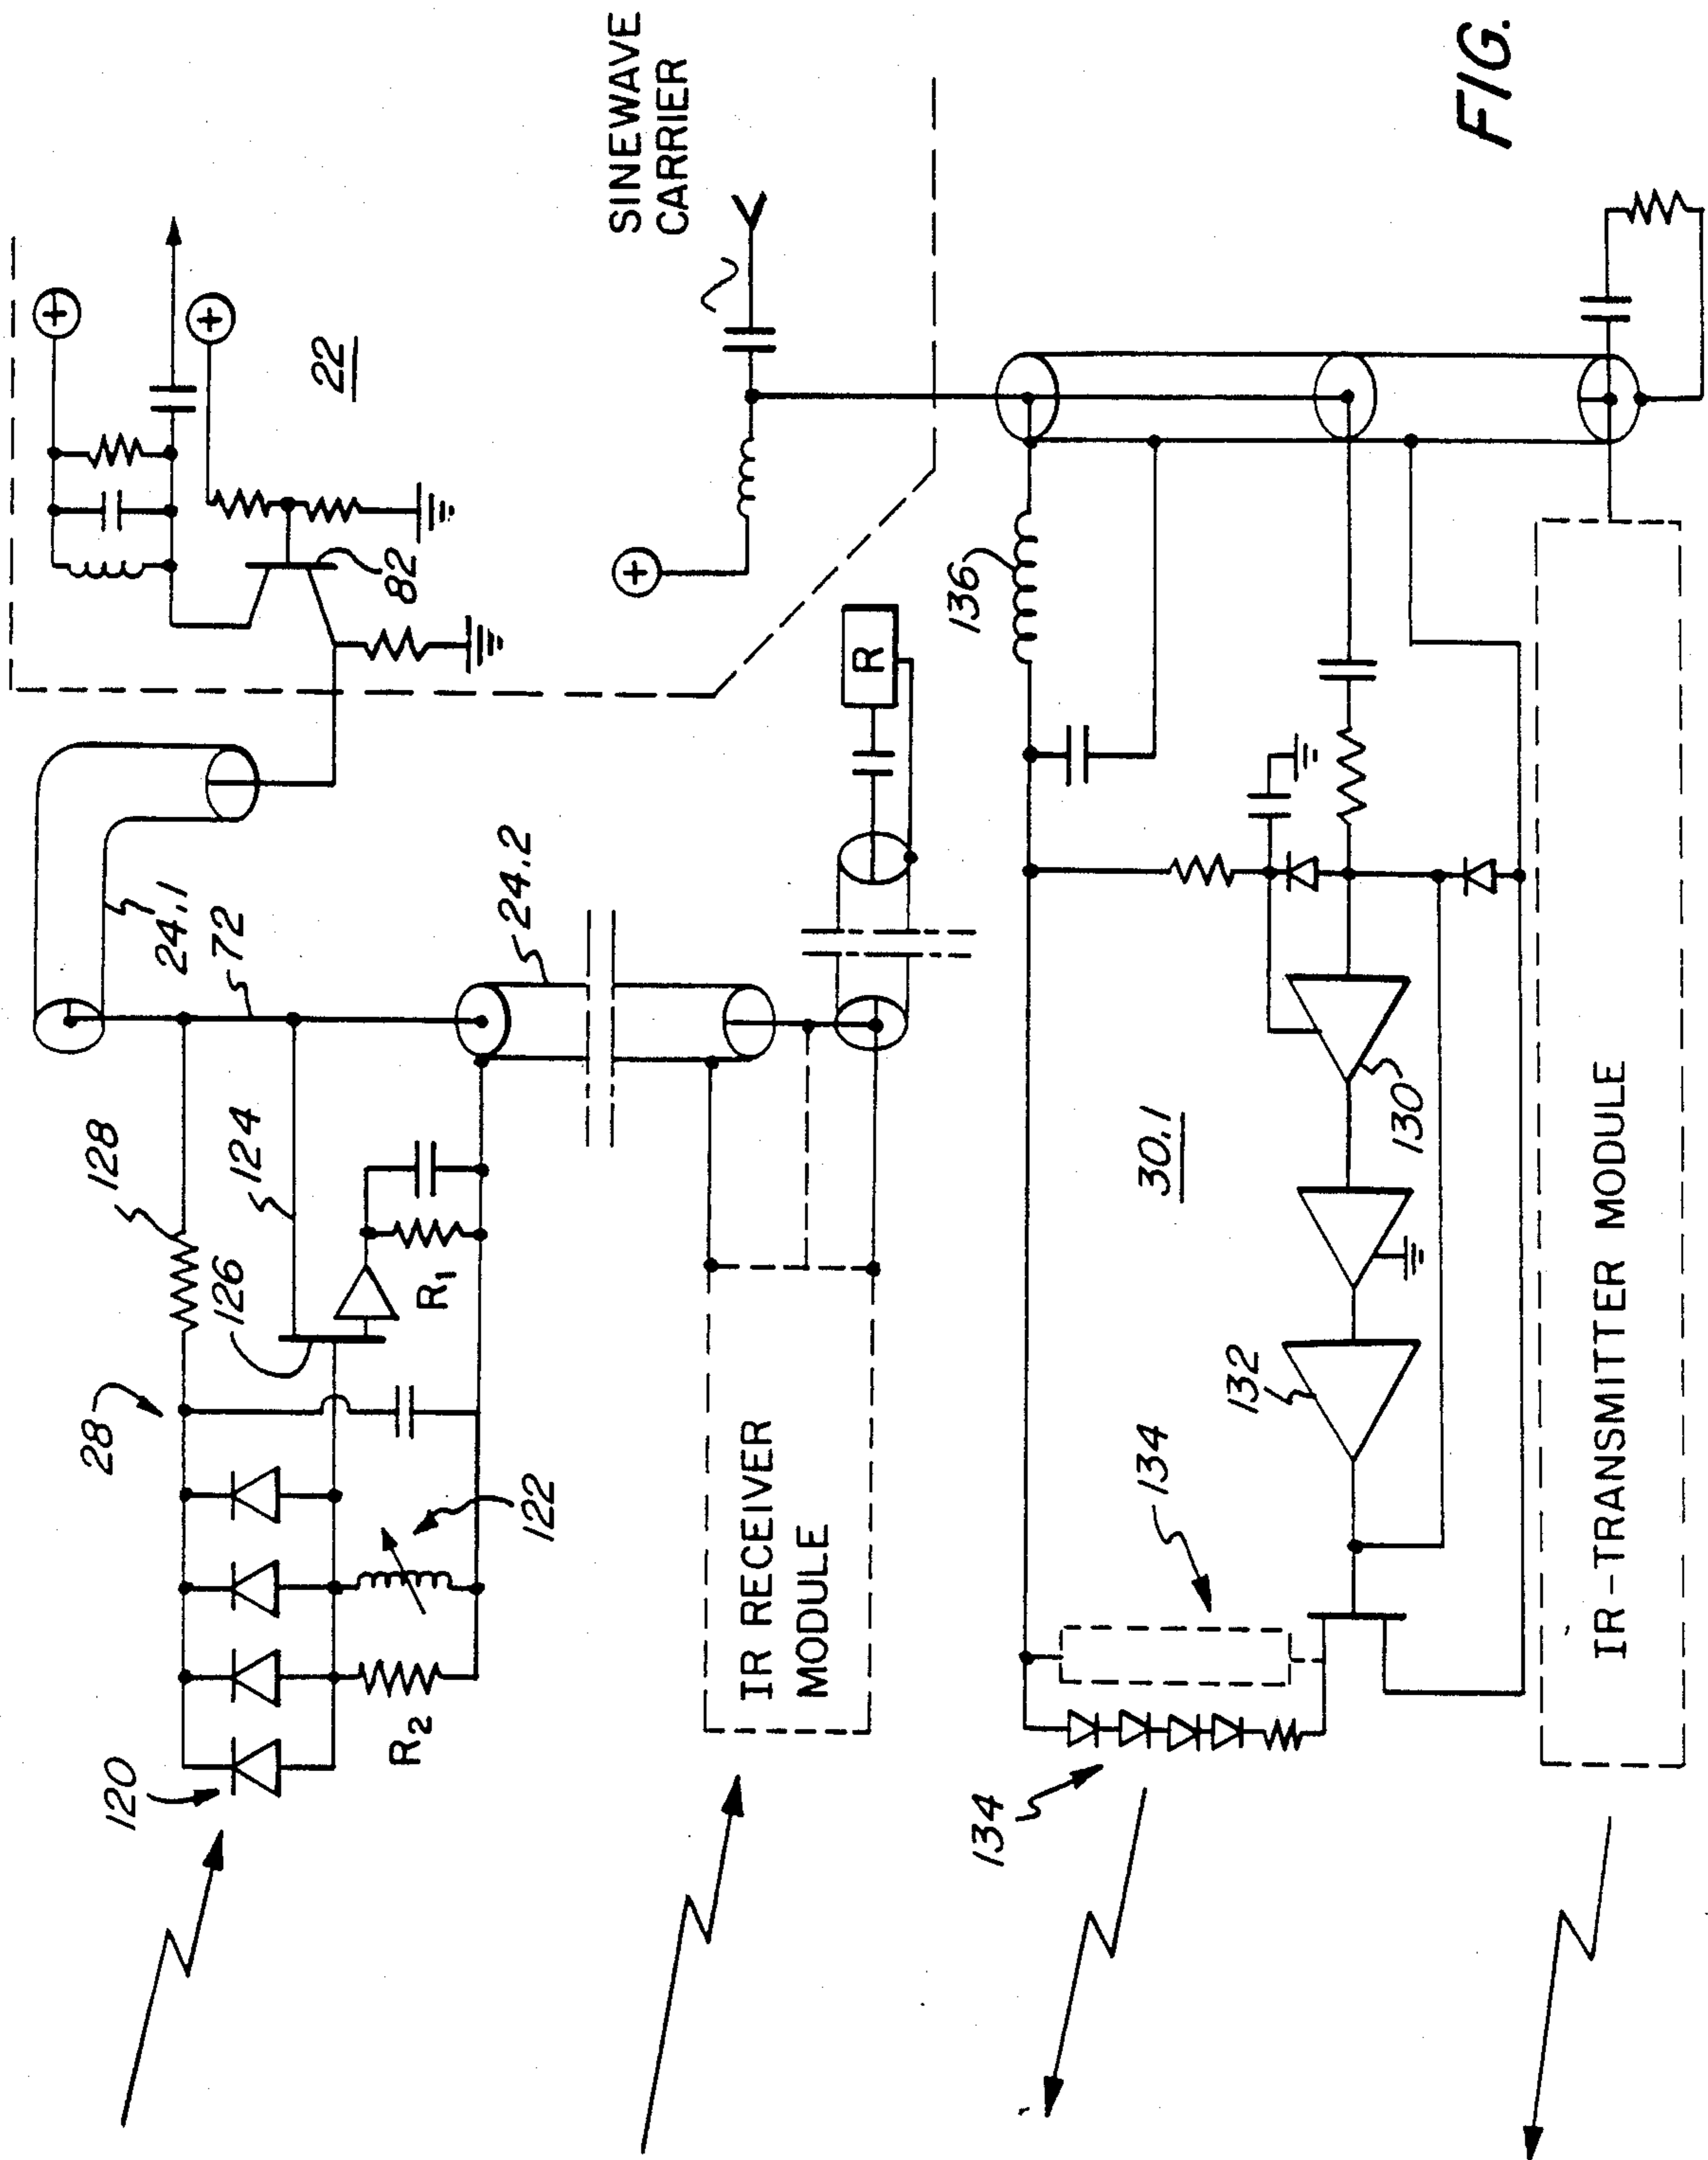 28
128
120
126
124
72
24.1
22
82
R₁
R₂
122
24.2
SINEWAVE
CARRIER
IR RECEIVER
MODULE
R
136
134
134
132
30.1
130
IR-TRANSMITTER MODULE
FIG.
+
+
+